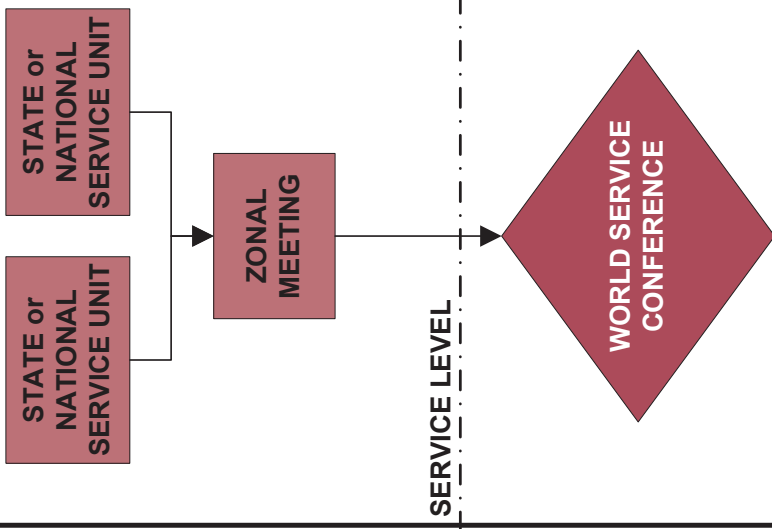 STATE or
NATIONAL
SERVICE UNIT
STATE or
NATIONAL
SERVICE UNIT
ZONAL
MEETING
SERVICE LEVEL
WORLD SERVICE
CONFERENCE